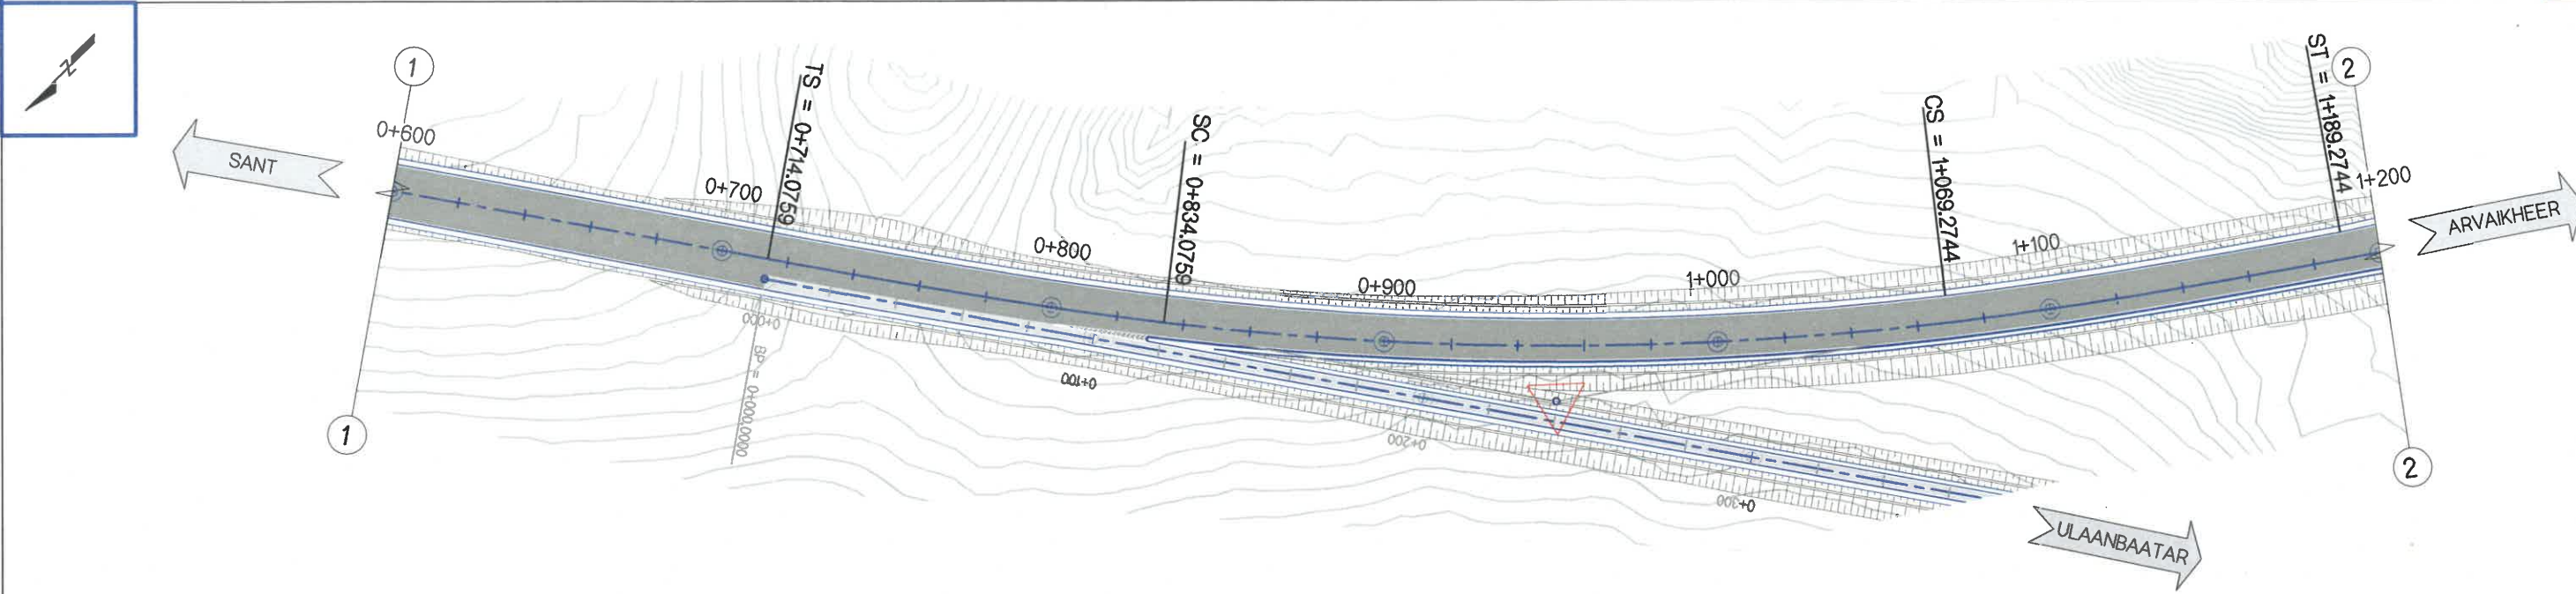 N
1
SANT
0+600
0+700
TS = 0+714.0759
0+800
SC = 0+834.0759
0+900
1+000
CS = 1+069.2744
1+100
ST = 1+189.2744
2
1+200
ARVAIKHEER
0+000
BP = 0+000.0000
0+100
0+200
0+300
1
2
ULAANBAATAR